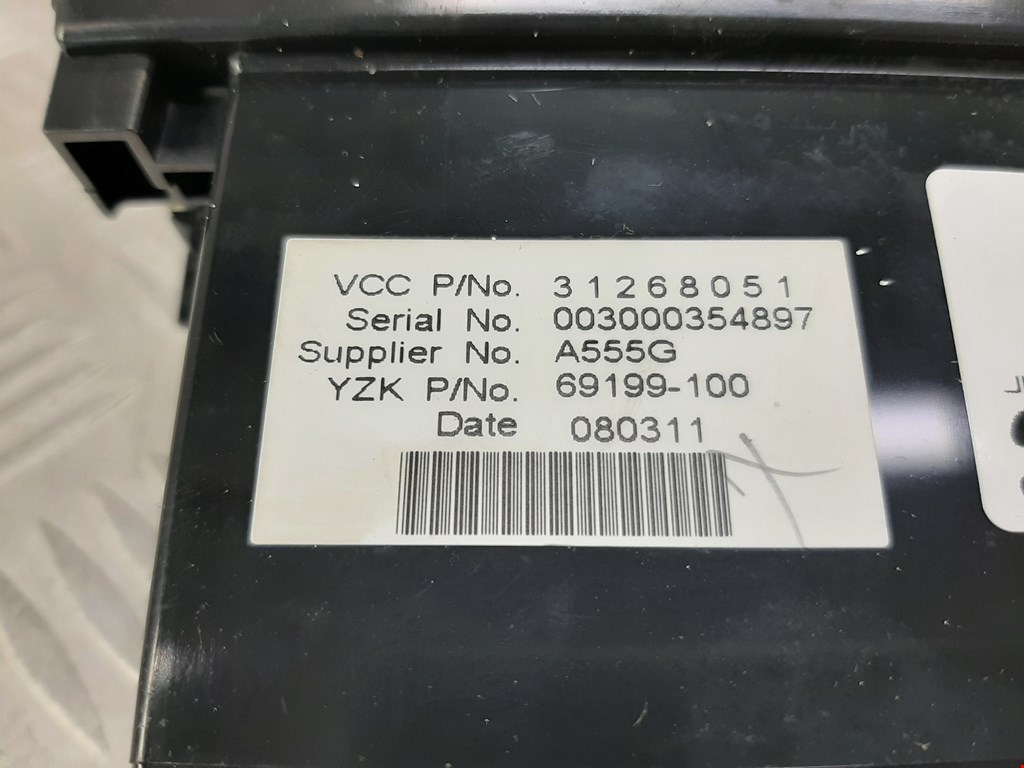 VCC P/No. 31268051
Serial No. 003000354897
Supplier No. A555G
YZK P/No. 69199-100
Date 080311